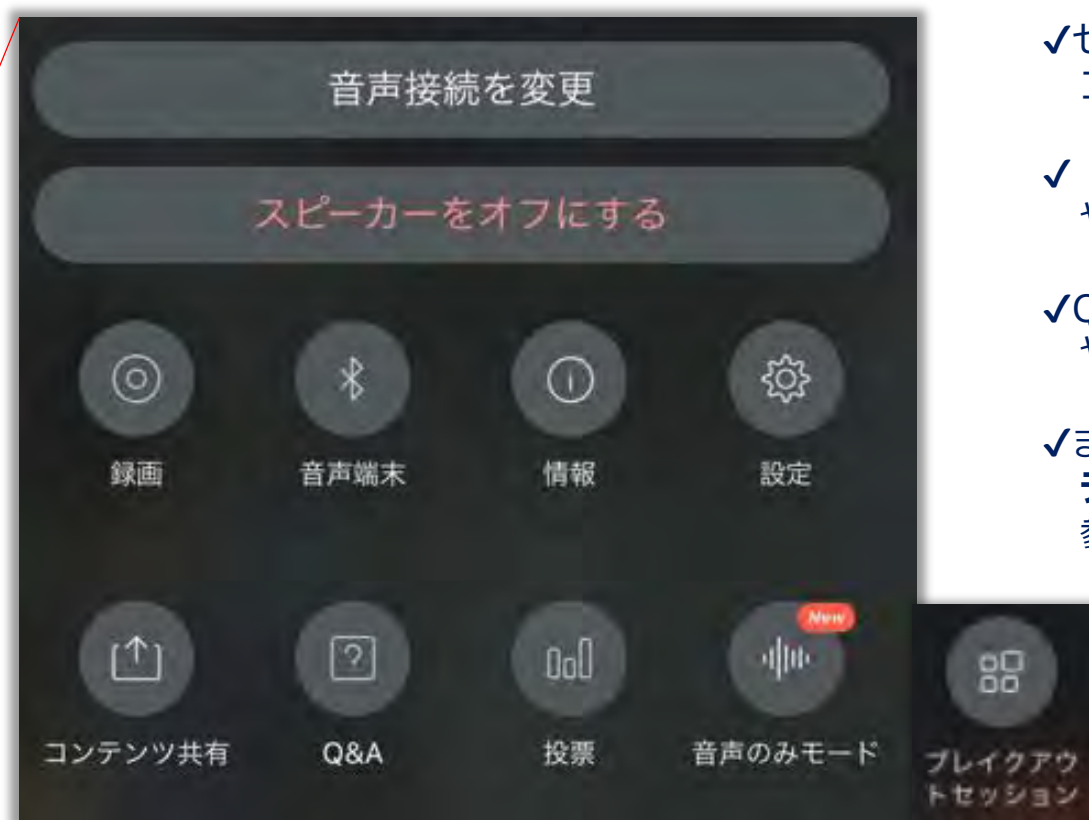 音声接続を変更
スピーカーをオフにする
録画
音声端末
情報
設定
New
コンテンツ共有
Q&A
投票
音声のみモード
ブレイクアウ
トセッション